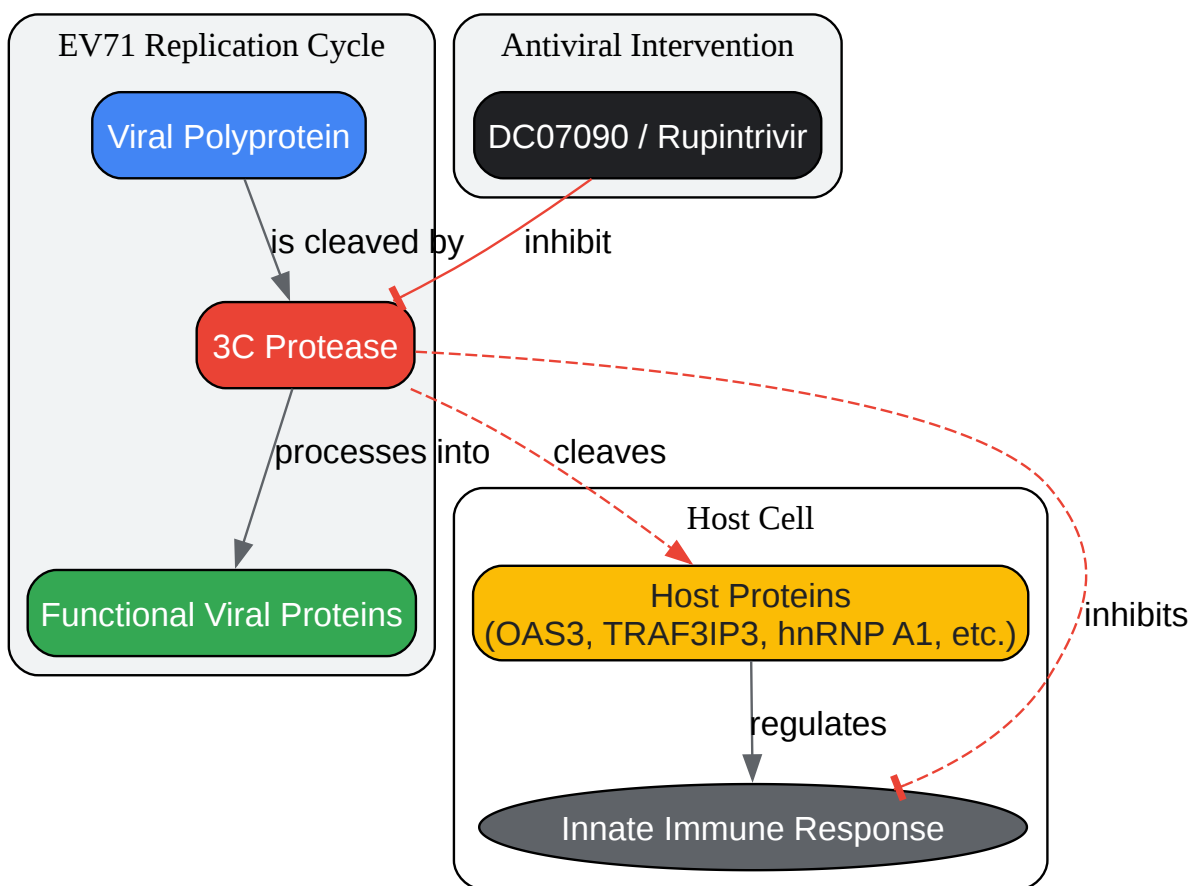 EV71 Replication Cycle
Antiviral Intervention
Viral Polyprotein
DC07090 / Rupintrivir
is cleaved by
inhibit
3C Protease
processes into
cleaves
Host Cell
Host Proteins
(OAS3, TRAF3IP3, hnRNP A1, etc.)
Functional Viral Proteins
inhibits
regulates
Innate Immune Response